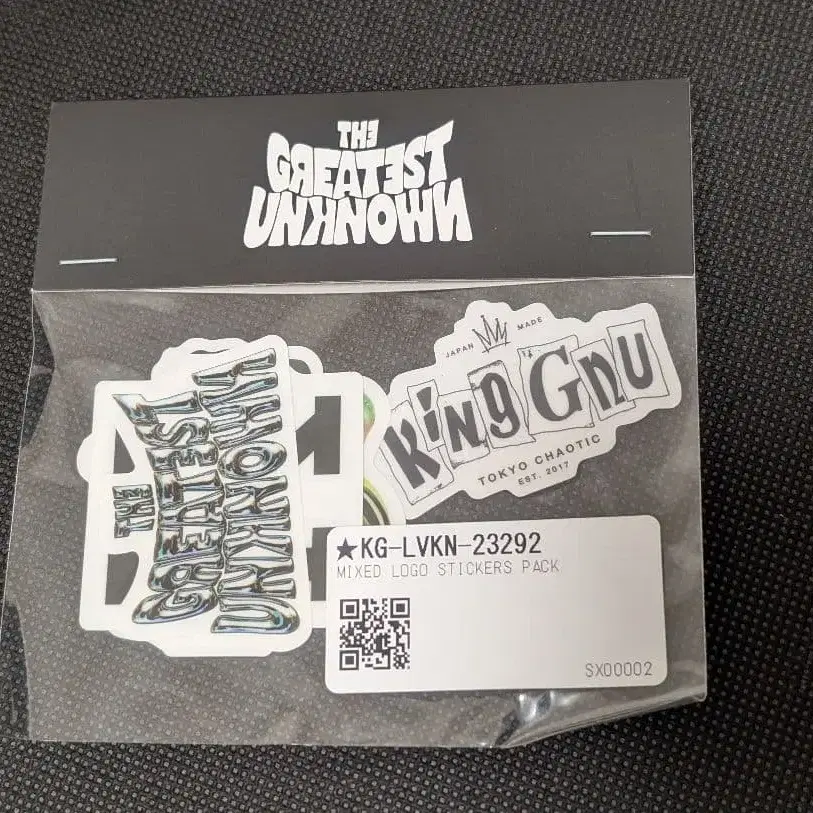 THE
GREATEST
UNKNOWN
THE
GREATEST
UNKNOWN
JAPAN MADE
King Gnu
TOKYO CHAOTIC
EST. 2017
★KG-LVKN-23292
MIXED LOGO STICKERS PACK
SX00002